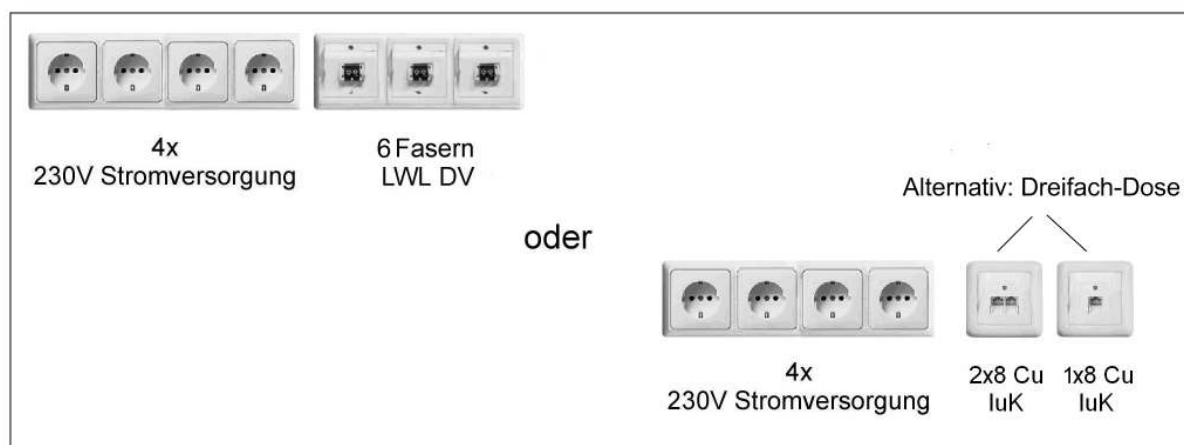 4x
230V Stromversorgung
6 Fasern
LWL DV
oder
Alternativ: Dreifach-Dose
4x
230V Stromversorgung
2x8 Cu
IuK
1x8 Cu
IuK